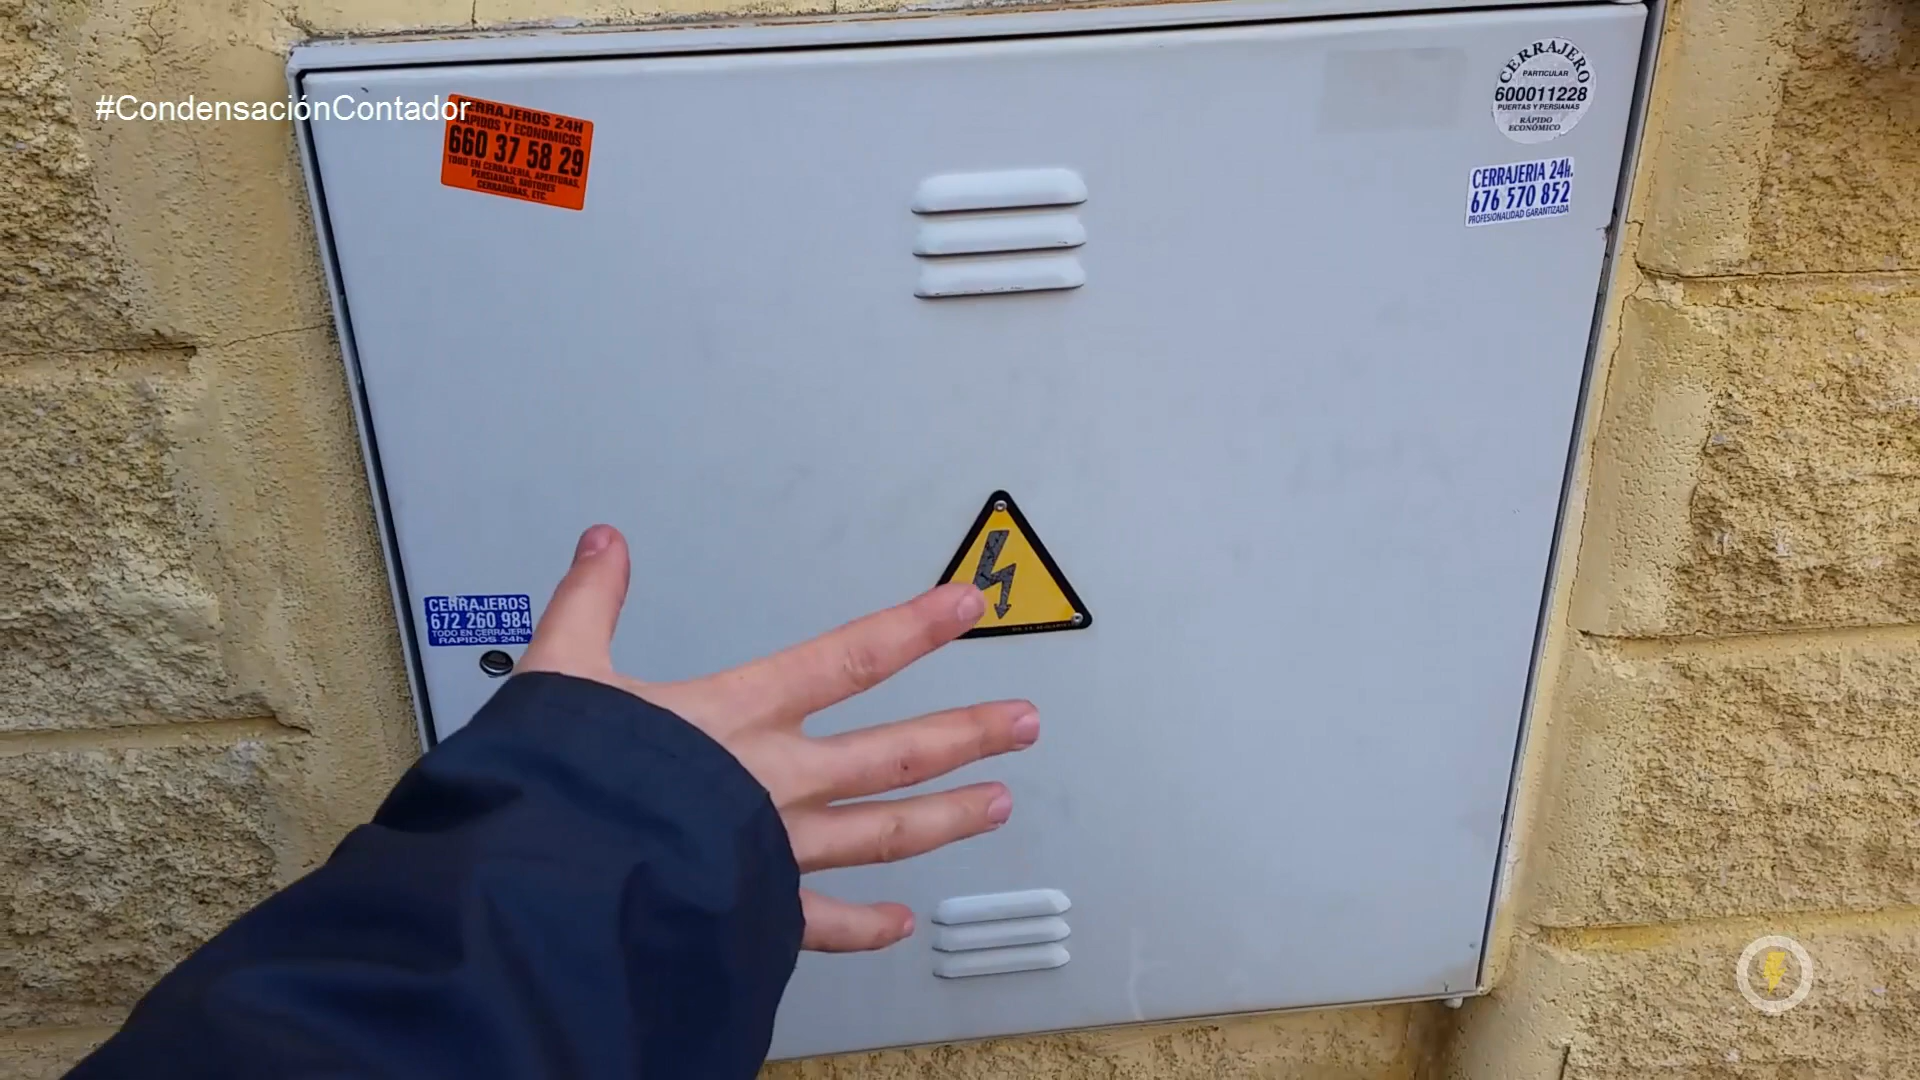 #CondensaciónContador
CERRAJEROS 24H
RÁPIDOS Y ECONOMICOS
660 37 58 29
TODO EN CERRAJERIA, APERTURAS,
PERSIANAS, MOTORES
CERRADURAS, ETC.
CERRAJERO
PARTICULAR
600011228
PUERTAS Y PERSIANAS
RÁPIDO
ECONÓMICO
CERRAJERIA 24h.
676 570 852
PROFESIONALIDAD GARANTIZADA
CERRAJEROS
672 260 984
TODO EN CERRAJERIA
RAPIDOS 24h.